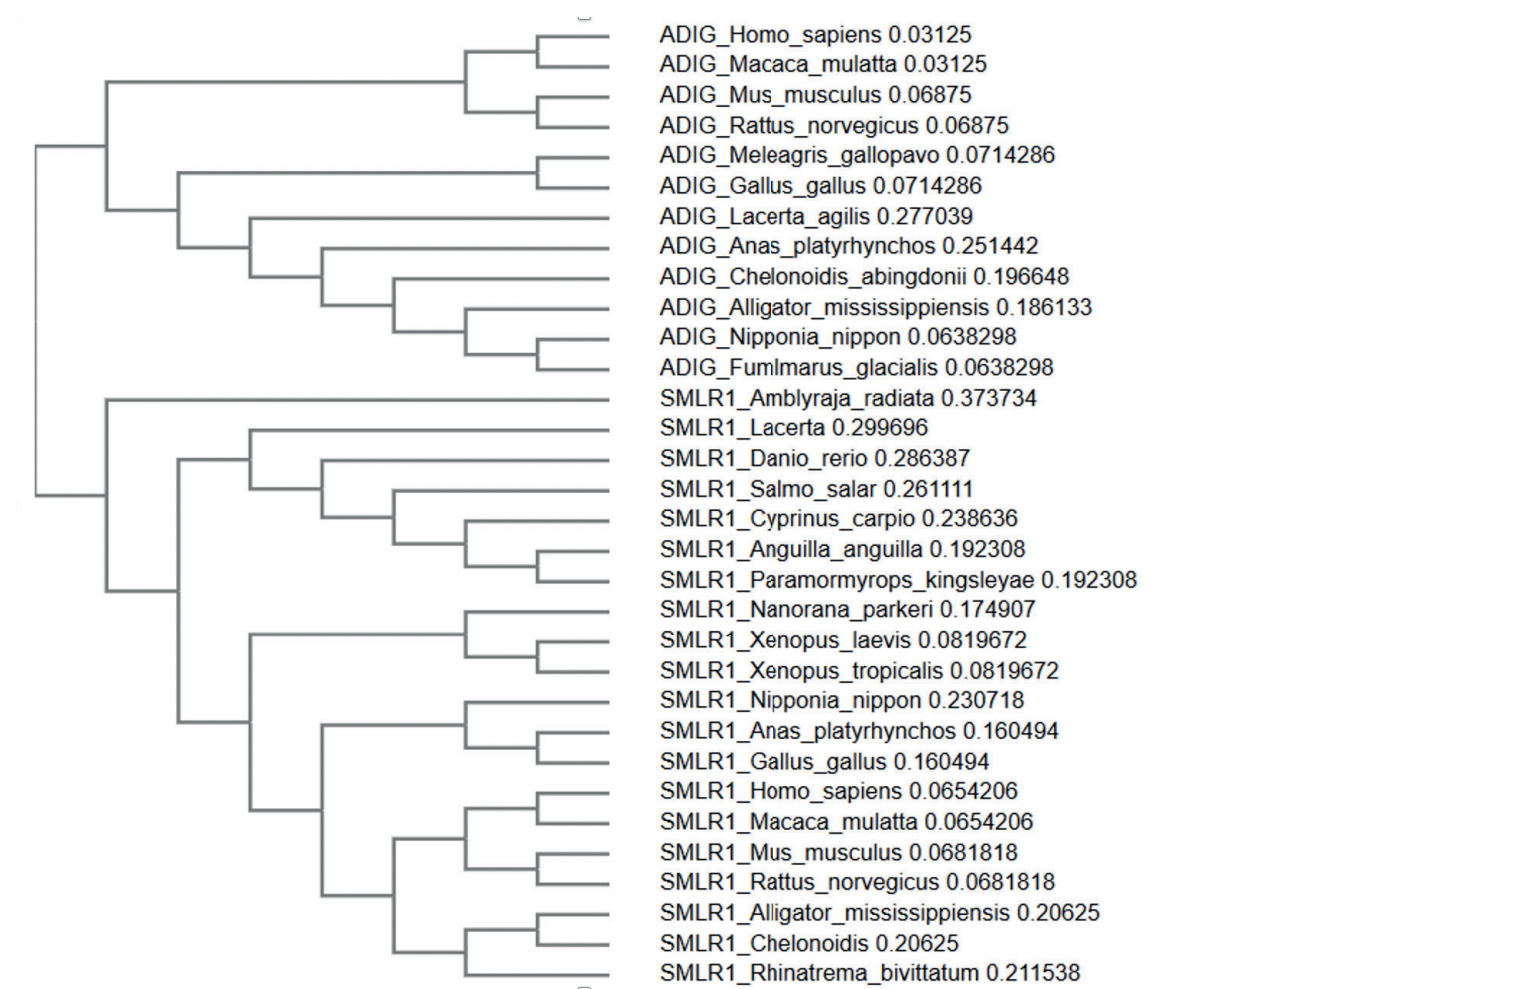 ADIG_Homo_sapiens 0.03125
ADIG_Macaca_mulatta 0.03125
ADIG_Mus_musculus 0.06875
ADIG_Rattus_norvegicus 0.06875
ADIG_Meleagris_gallopavo 0.0714286
ADIG_Gallus_gallus 0.0714286
ADIG_Lacerta_agilis 0.277039
ADIG_Anas_platyrhynchos 0.251442
ADIG_Chelonoidis_abingdonii 0.196648
ADIG_Alligator_mississippiensis 0.186133
ADIG_Nipponia_nippon 0.0638298
ADIG_Fumlmarus_glacialis 0.0638298
SMLR1_Amblyraja_radiata 0.373734
SMLR1_Lacerta 0.299696
SMLR1_Danio_rerio 0.286387
SMLR1_Salmo_salar 0.261111
SMLR1_Cyprinus_carpio 0.238636
SMLR1_Anguilla_anguilla 0.192308
SMLR1_Paramormyrops_kingsleyae 0.192308
SMLR1_Nanorana_parkeri 0.174907
SMLR1_Xenopus_laevis 0.0819672
SMLR1_Xenopus_tropicalis 0.0819672
SMLR1_Nipponia_nippon 0.230718
SMLR1_Anas_platyrhynchos 0.160494
SMLR1_Gallus_gallus 0.160494
SMLR1_Homo_sapiens 0.0654206
SMLR1_Macaca_mulatta 0.0654206
SMLR1_Mus_musculus 0.0681818
SMLR1_Rattus_norvegicus 0.0681818
SMLR1_Alligator_mississippiensis 0.20625
SMLR1_Chelonoidis 0.20625
SMLR1_Rhinatrema_bivittatum 0.211538